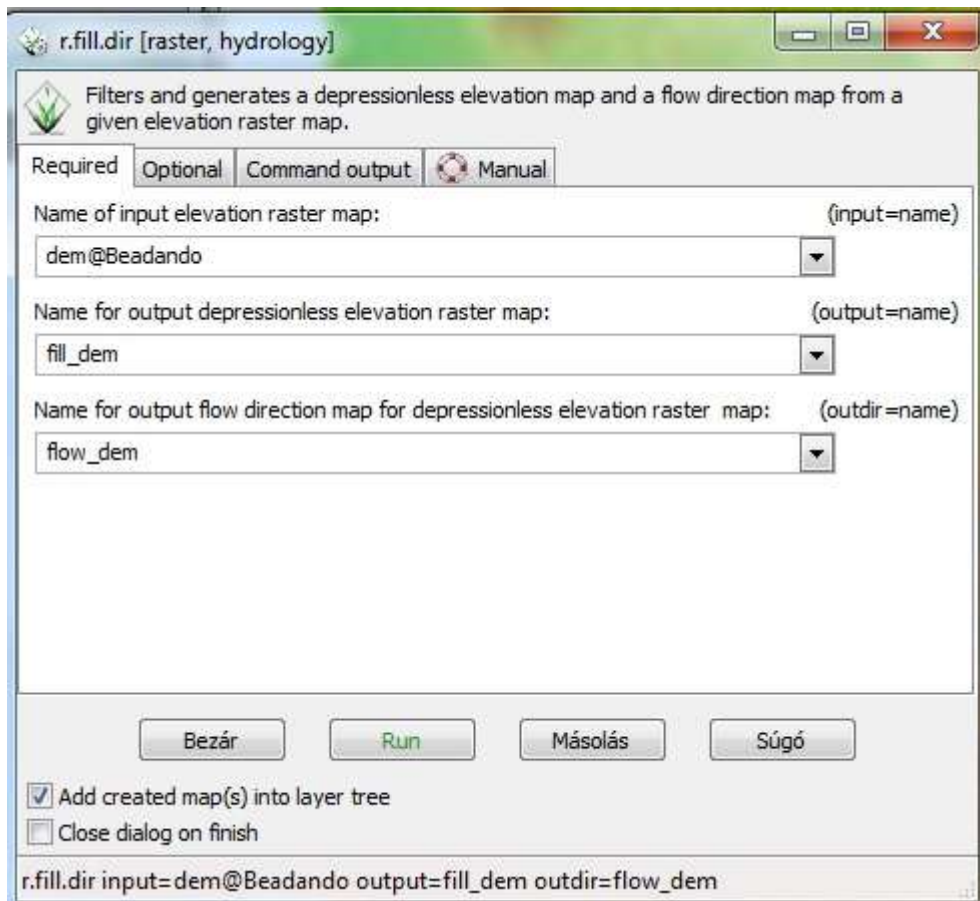 r.fill.dir [raster, hydrology]
Filters and generates a depressionless elevation map and a flow direction map from a
given elevation raster map.
Required Optional Command output Manual
Name of input elevation raster map: (input=name)
dem@Beadando
Name for output depressionless elevation raster map: (output=name)
fill_dem
Name for output flow direction map for depressionless elevation raster map: (outdir=name)
flow_dem
Bezár Run Másolás Súgó
Add created map(s) into layer tree
Close dialog on finish
r.fill.dir input=dem@Beadando output=fill_dem outdir=flow_dem